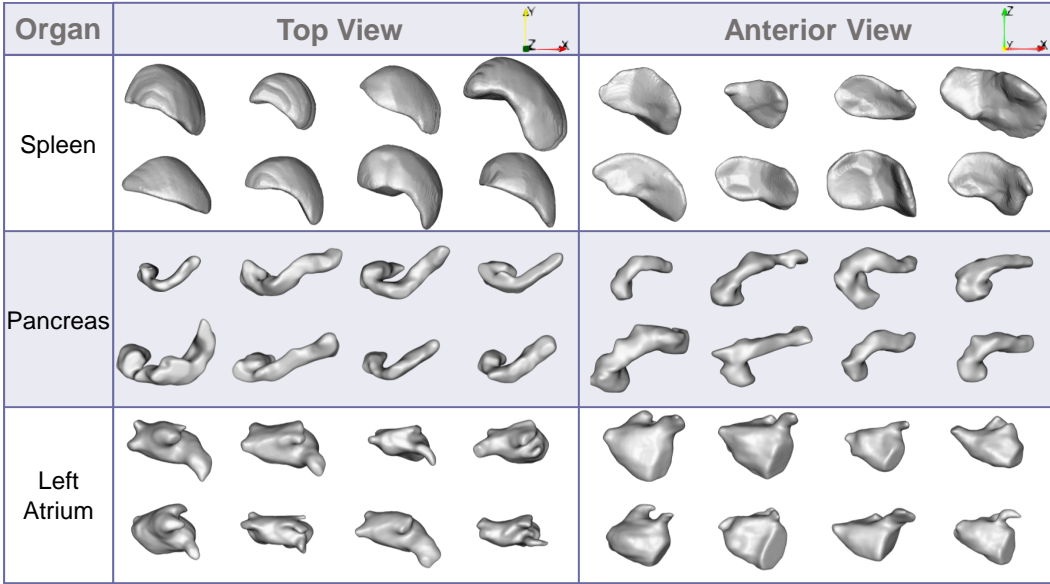 Organ Top View Y Z X Anterior View Z Y X
Spleen
Pancreas
Left
Atrium